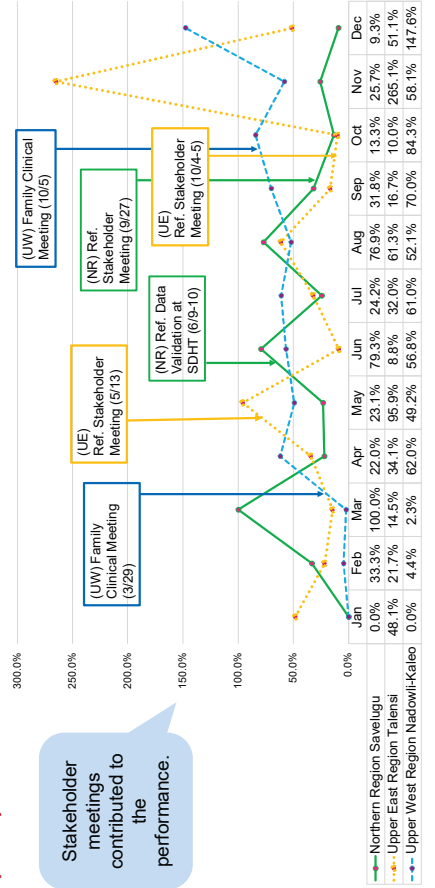 Stakeholder
meetings
contributed to
the
performance.
(UW) Family
Clinical Meeting
(3/29)
(UE)
Ref. Stakeholder
Meeting (5/13)
(NR) Ref. Data
Validation at
SDHT (6/9-10)
(UW) Family Clinical
Meeting (10/5)
(NR) Ref.
Stakeholder
Meeting (9/27)
(UE)
Ref. Stakeholder
Meeting (10/4-5)
300.0%
250.0%
200.0%
150.0%
100.0%
50.0%
0.0%
Jan Feb Mar Apr May Jun Jul Aug Sep Oct Nov Dec
Northern Region Savelugu 0.0% 33.3% 100.0% 22.0% 23.1% 79.3% 24.2% 76.9% 31.8% 13.3% 25.7% 9.3%
Upper East Region Talensi 48.1% 21.7% 14.5% 34.1% 95.9% 8.8% 32.0% 61.3% 16.7% 10.0% 265.1% 51.1%
Upper West Region Nadowli-Kaleo 0.0% 4.4% 2.3% 62.0% 49.2% 56.8% 61.0% 52.1% 70.0% 84.3% 58.1% 147.6%